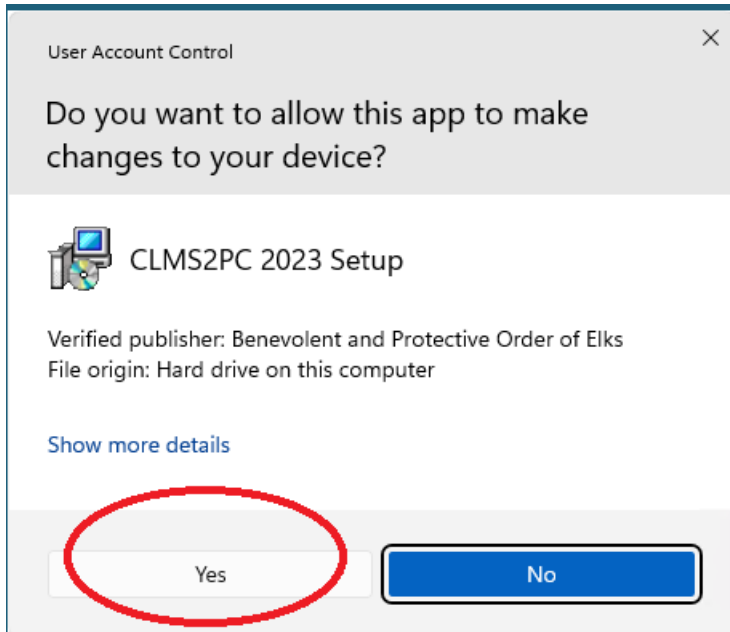 User Account Control
Do you want to allow this app to make
changes to your device?
CLMS2PC 2023 Setup
Verified publisher: Benevolent and Protective Order of Elks
File origin: Hard drive on this computer
Show more details
Yes
No